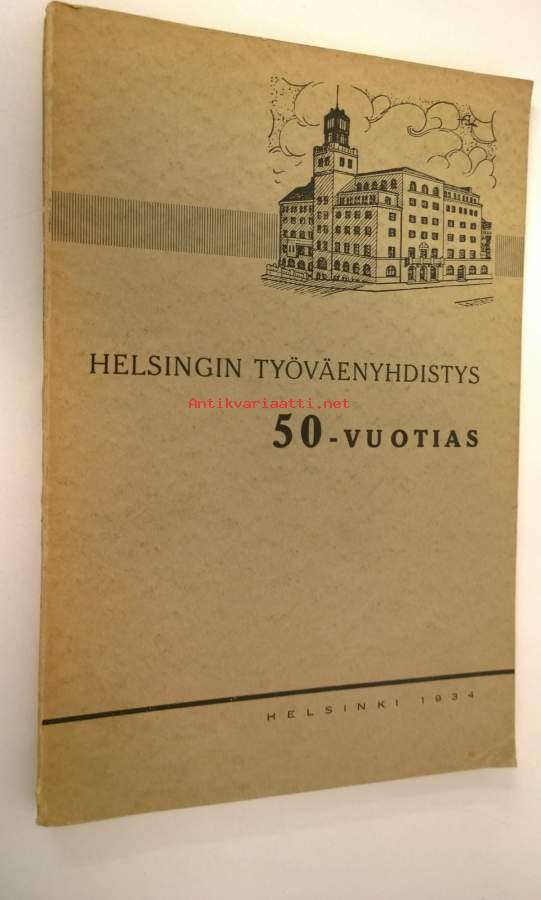 HELSINGIN TYÖVÄENYHDISTYS
Antikvariaatti.net
50-VUOTIAS
HELSINKI 1934